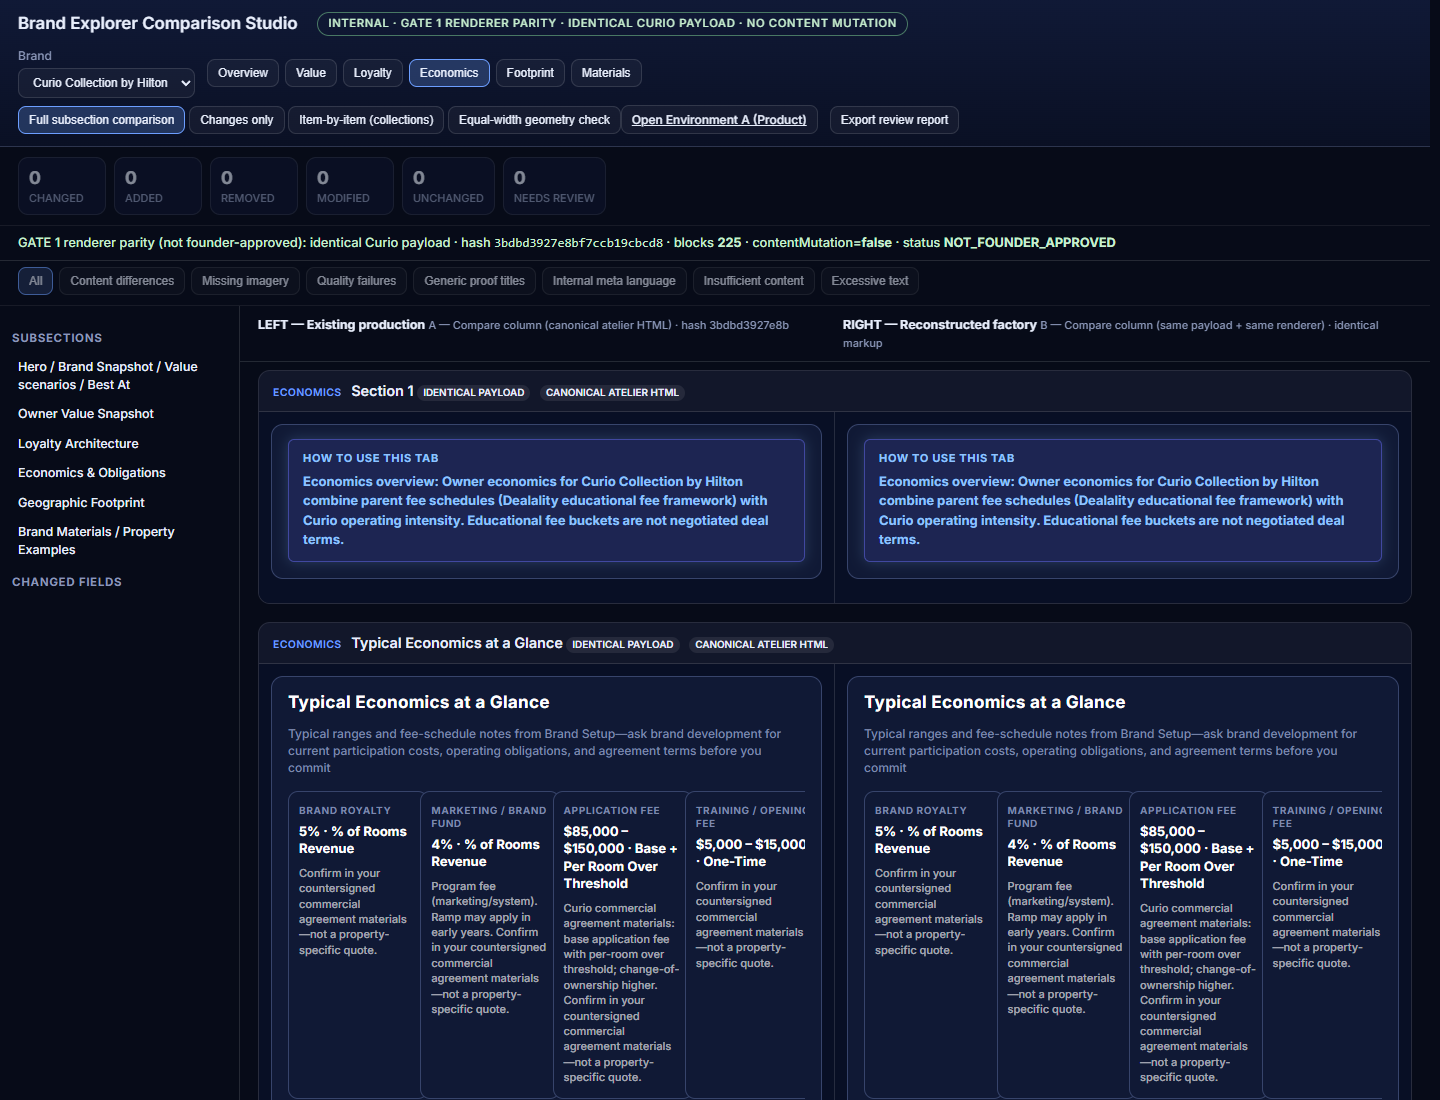 Brand Explorer Comparison Studio
INTERNAL · GATE 1 RENDERER PARITY · IDENTICAL CURIO PAYLOAD · NO CONTENT MUTATION
Brand
Curio Collection by Hilton
Overview
Value
Loyalty
Economics
Footprint
Materials
Full subsection comparison
Changes only
Item-by-item (collections)
Equal-width geometry check
Open Environment A (Product)
Export review report
0
CHANGED
0
ADDED
0
REMOVED
0
MODIFIED
0
UNCHANGED
0
NEEDS REVIEW
GATE 1 renderer parity (not founder-approved): identical Curio payload · hash 3bdbd3927e8bf7ccb19cbcd8 · blocks 225 · contentMutation=false · status NOT_FOUNDER_APPROVED
All
Content differences
Missing imagery
Quality failures
Generic proof titles
Internal meta language
Insufficient content
Excessive text
SUBSECTIONS
Hero / Brand Snapshot / Value
scenarios / Best At
Owner Value Snapshot
Loyalty Architecture
Economics & Obligations
Geographic Footprint
Brand Materials / Property
Examples
CHANGED FIELDS
LEFT — Existing production A — Compare column (canonical atelier HTML) · hash 3bdbd3927e8b
RIGHT — Reconstructed factory B — Compare column (same payload + same renderer) · identical
markup
ECONOMICS Section 1 IDENTICAL PAYLOAD CANONICAL ATELIER HTML
HOW TO USE THIS TAB
Economics overview: Owner economics for Curio Collection by Hilton
combine parent fee schedules (Dealality educational fee framework) with
Curio operating intensity. Educational fee buckets are not negotiated deal
terms.
HOW TO USE THIS TAB
Economics overview: Owner economics for Curio Collection by Hilton
combine parent fee schedules (Dealality educational fee framework) with
Curio operating intensity. Educational fee buckets are not negotiated deal
terms.
ECONOMICS Typical Economics at a Glance IDENTICAL PAYLOAD CANONICAL ATELIER HTML
Typical Economics at a Glance
Typical ranges and fee-schedule notes from Brand Setup—ask brand development for
current participation costs, operating obligations, and agreement terms before you
commit
BRAND ROYALTY
5% · % of Rooms
Revenue
Confirm in your
countersigned
commercial
agreement materials
—not a property-
specific quote.
MARKETING / BRAND
FUND
4% · % of Rooms
Revenue
Program fee
(marketing/system).
Ramp may apply in
early years. Confirm
in your countersigned
commercial
agreement materials
—not a property-
specific quote.
APPLICATION FEE
$85,000 –
$150,000 · Base +
Per Room Over
Threshold
Curio commercial
agreement materials:
base application fee
with per-room over
threshold; change-of-
ownership higher.
Confirm in your
countersigned
commercial
agreement materials
—not a property-
specific quote.
TRAINING / OPENING
FEE
$5,000 – $15,000
· One-Time
Confirm in your
countersigned
commercial
agreement materials
—not a property-
specific quote.
Typical Economics at a Glance
Typical ranges and fee-schedule notes from Brand Setup—ask brand development for
current participation costs, operating obligations, and agreement terms before you
commit
BRAND ROYALTY
5% · % of Rooms
Revenue
Confirm in your
countersigned
commercial
agreement materials
—not a property-
specific quote.
MARKETING / BRAND
FUND
4% · % of Rooms
Revenue
Program fee
(marketing/system).
Ramp may apply in
early years. Confirm
in your countersigned
commercial
agreement materials
—not a property-
specific quote.
APPLICATION FEE
$85,000 –
$150,000 · Base +
Per Room Over
Threshold
Curio commercial
agreement materials:
base application fee
with per-room over
threshold; change-of-
ownership higher.
Confirm in your
countersigned
commercial
agreement materials
—not a property-
specific quote.
TRAINING / OPENING
FEE
$5,000 – $15,000
· One-Time
Confirm in your
countersigned
commercial
agreement materials
—not a property-
specific quote.